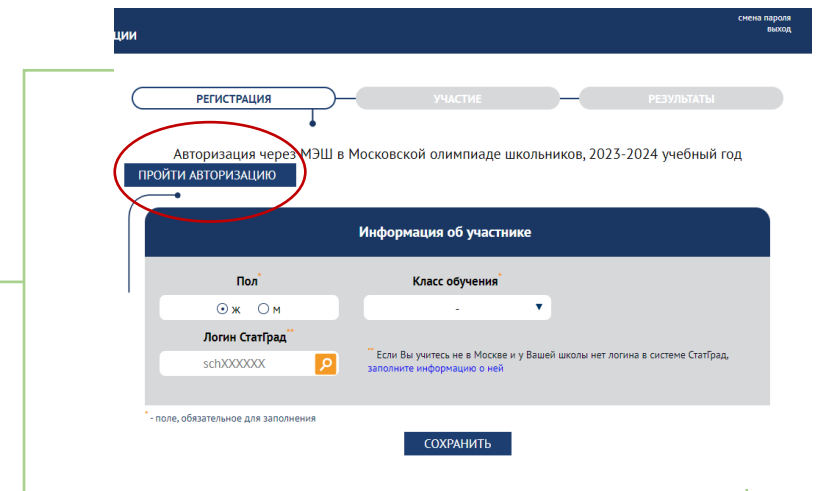 смена пароля
выход
ции
РЕГИСТРАЦИЯ
УЧАСТИЕ
РЕЗУЛЬТАТЫ
Авторизация через МЭШ в Московской олимпиаде школьников, 2023-2024 учебный год
ПРОЙТИ АВТОРИЗАЦИЮ
Информация об участнике
Пол*
Класс обучения*
ж
м
-
Логин СтатГрад**
schXXXXXX
** Если Вы учитесь не в Москве и у Вашей школы нет логина в системе СтатГрад,
заполните информацию о ней
* - поле, обязательное для заполнения
СОХРАНИТЬ